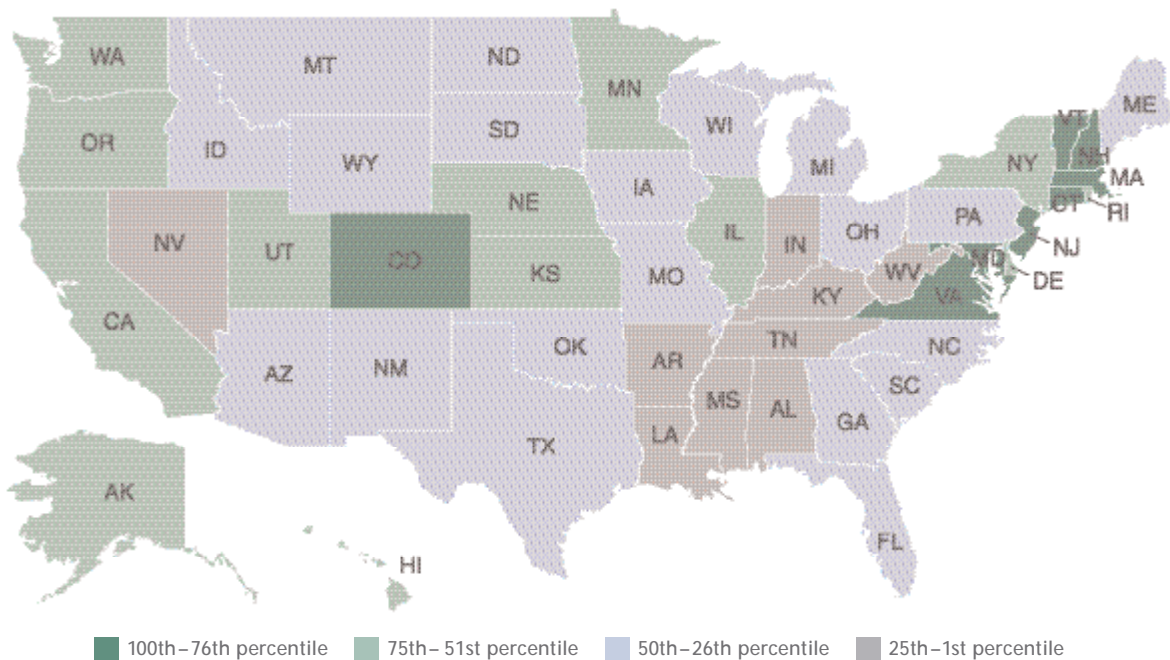 WA
MT
ND
MN
OR
ID
WY
SD
WI
MI
NY
VT
NH
ME
MA
CT
RI
NV
UT
CO
NE
KS
IA
MO
IL
IN
OH
PA
NJ
MD
DE
WV
VA
KY
CA
AZ
NM
OK
AR
TN
NC
SC
MS
AL
GA
LA
TX
FL
AK
HI
100th–76th percentile
75th–51st percentile
50th–26th percentile
25th–1st percentile